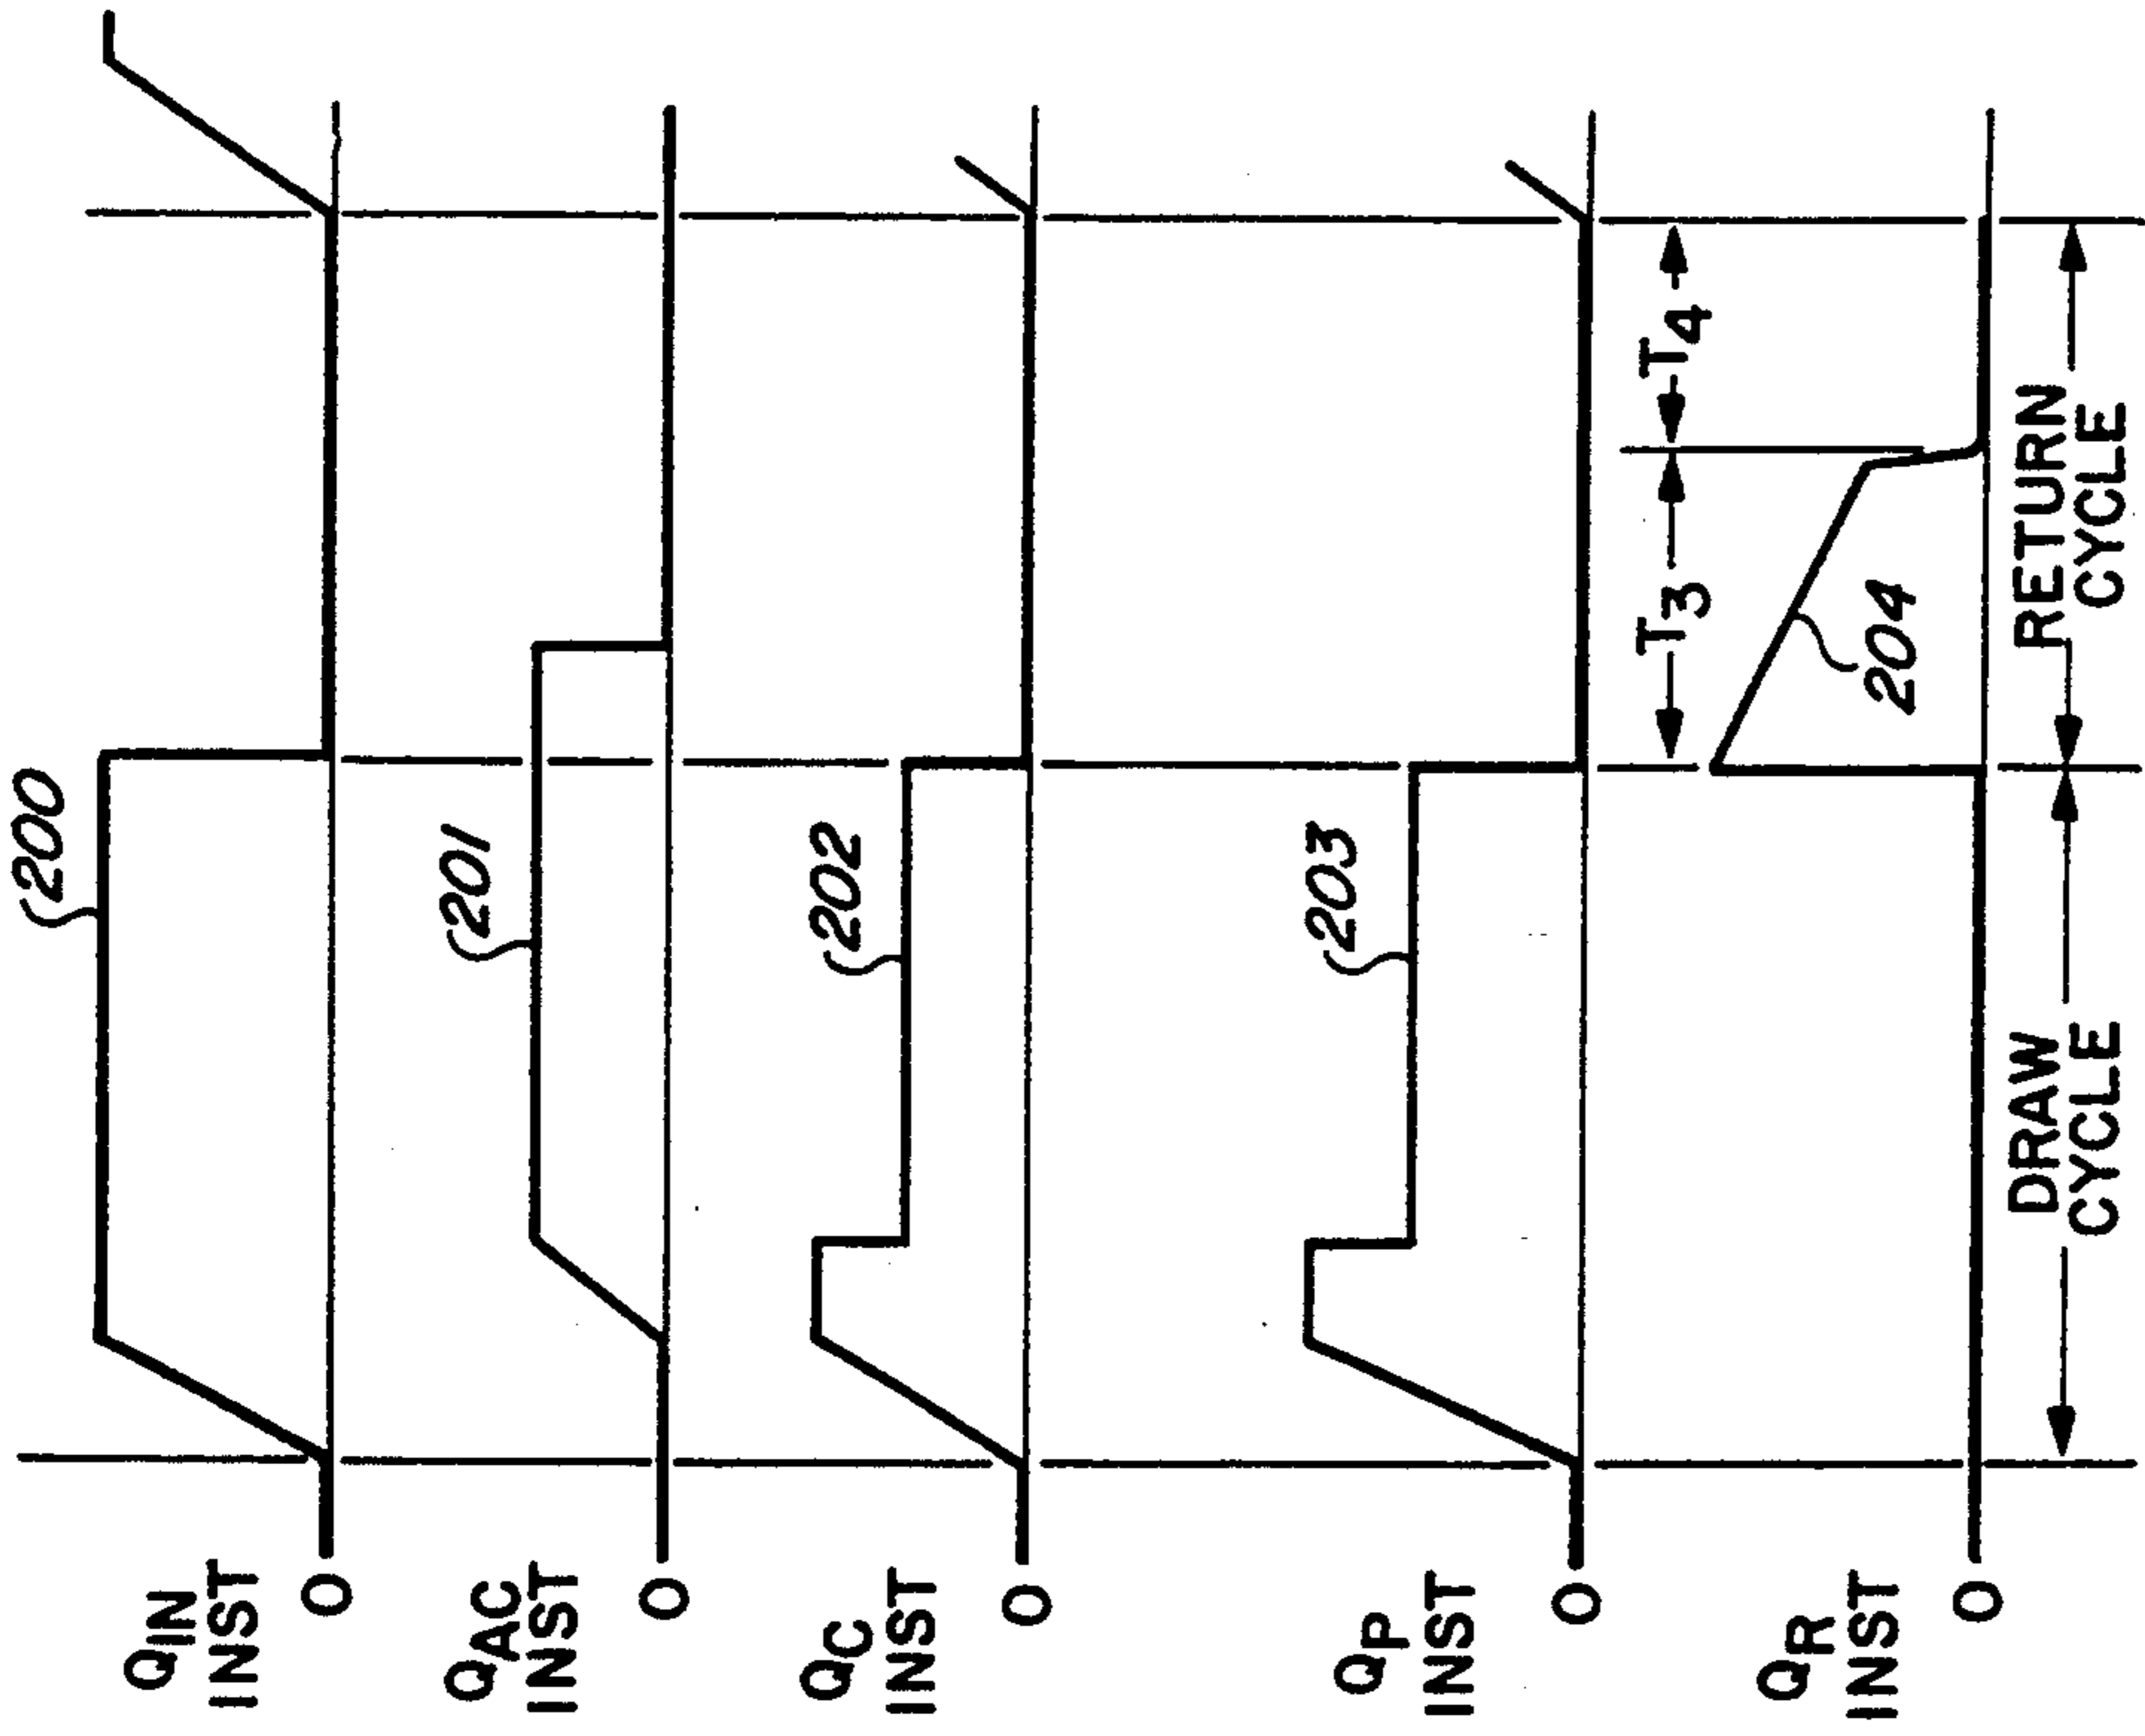 QIN
INST
0
200
QAC
INST
0
201
QC
INST
0
202
QP
INST
0
203
T3
T4
QR
INST
0
204
DRAW
CYCLE
RETURN
CYCLE